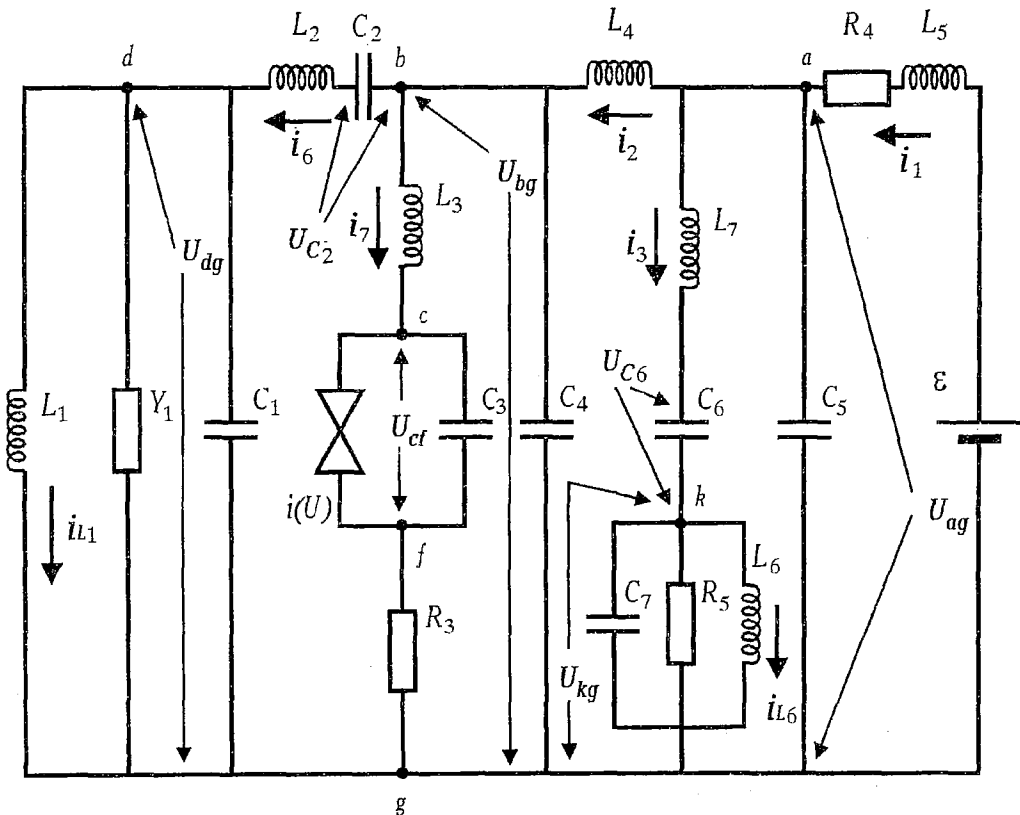 L2 C2 b L4 a R4 L5
d
i6 i2 i1
Ubg
L3
UC2 i7 i3 L7
Udg
c
UC6 ε
L1 Y1 C1 Ucf C3 C4 C6 C5
i(U) k Uag
iL1
f L6
C7 R5
R3
Ukg
iL6
g